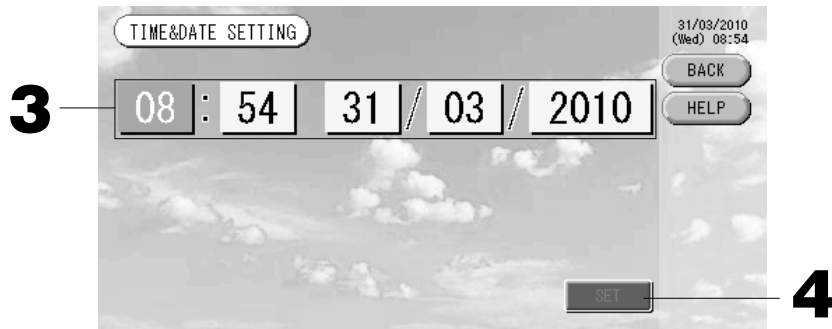 TIME&DATE SETTING
31/03/2010
(Wed) 08:54
BACK
HELP
3
08 : 54 31 / 03 / 2010
SET
4